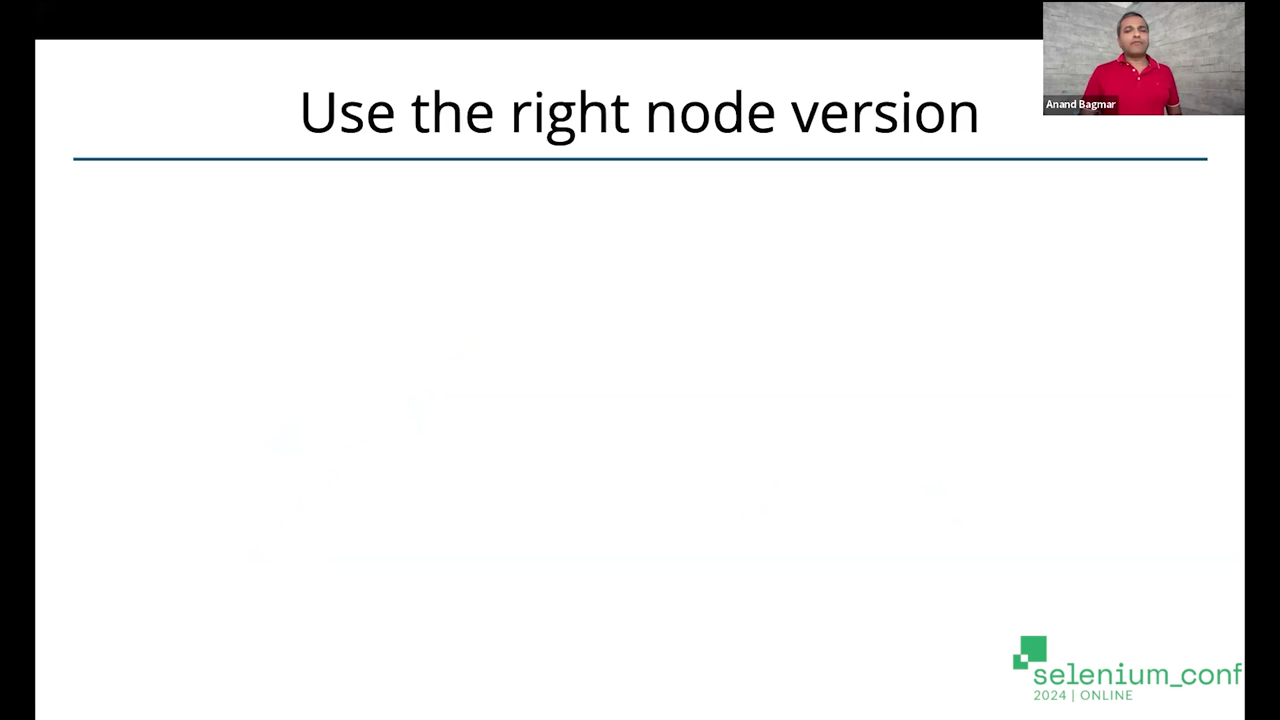 Use the right node version
Anand Bagmar
selenium_conf
2024 | ONLINE